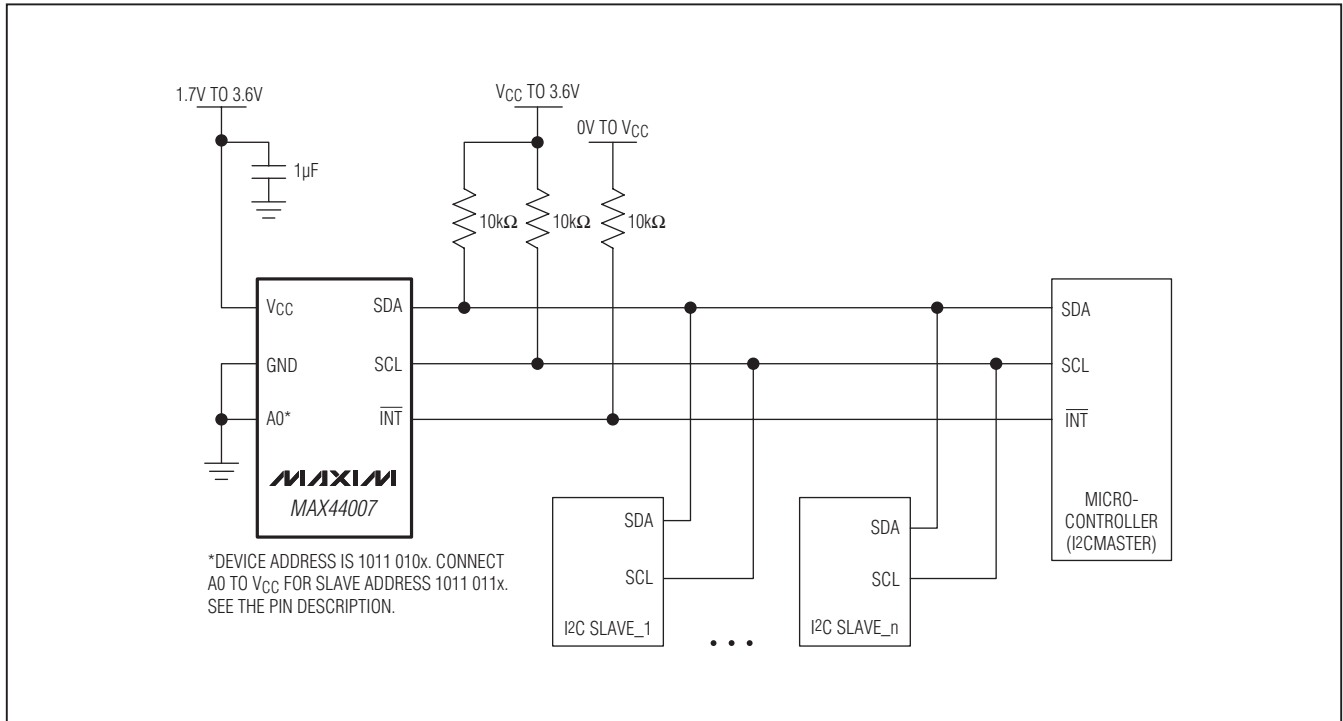 1.7V TO 3.6V
VCC TO 3.6V
0V TO VCC
1µF
10kΩ
10kΩ
10kΩ
VCC
SDA
GND
SCL
A0*
INT
MAXIM
MAX44007
SDA
SCL
INT
MICRO-
CONTROLLER
(I2CMASTER)
SDA
SCL
I2C SLAVE_1
• • •
SDA
SCL
I2C SLAVE_n
*DEVICE ADDRESS IS 1011 010x. CONNECT
A0 TO VCC FOR SLAVE ADDRESS 1011 011x.
SEE THE PIN DESCRIPTION.